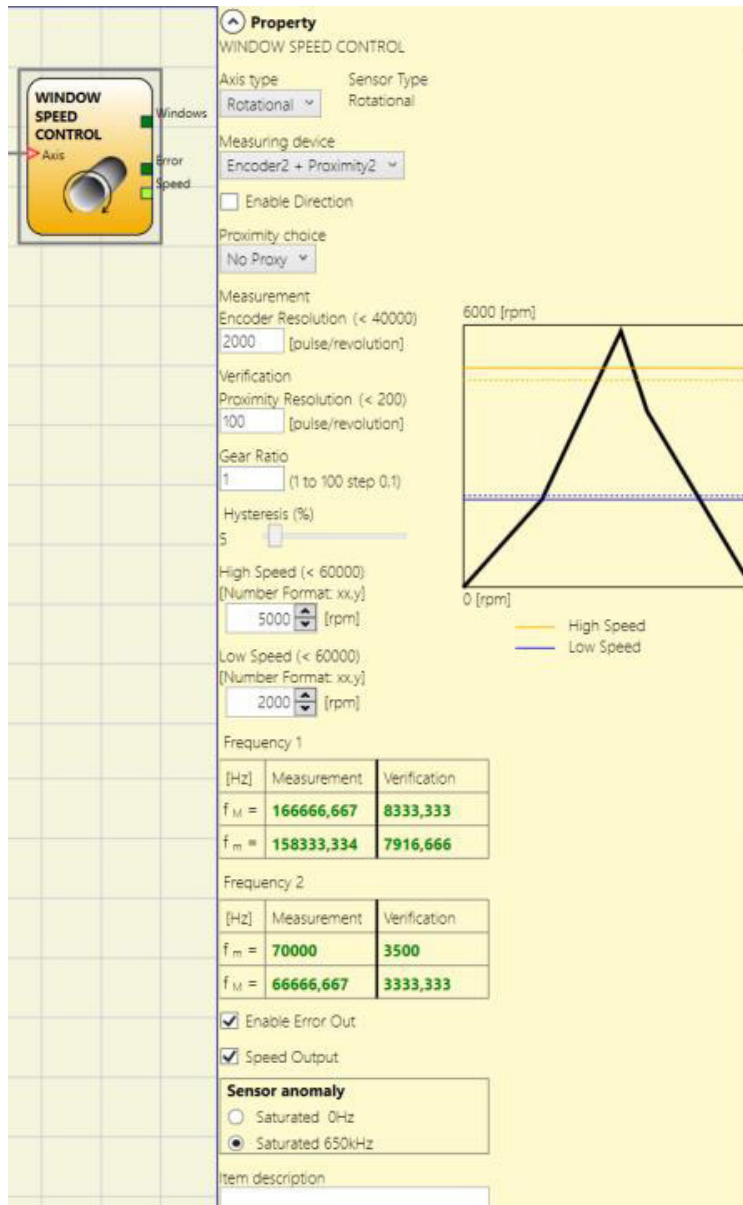 WINDOW
SPEED
CONTROL
Axis
Windows
Error
Speed
Property
WINDOW SPEED CONTROL
Axis type Sensor Type
Rotational Rotational
Measuring device
Encoder2 + Proximity2
Enable Direction
Proximity choice
No Proxy
Measurement
Encoder Resolution (< 40000)
2000 [pulse/revolution]
Verification
Proximity Resolution (< 200)
100 [pulse/revolution]
Gear Ratio
1 (1 to 100 step 0,1)
Hysteresis (%)
5
High Speed (< 60000)
[Number Format: xx,y]
5000 [rpm]
Low Speed (< 60000)
[Number Format: xx,y]
2000 [rpm]
6000 [rpm]
0 [rpm]
High Speed
Low Speed
Frequency 1
[Hz] Measurement Verification
f M = 166666,667 8333,333
f m = 158333,334 7916,666
Frequency 2
[Hz] Measurement Verification
f m = 70000 3500
f M = 66666,667 3333,333
Enable Error Out
Speed Output
Sensor anomaly
Saturated 0Hz
Saturated 650kHz
Item description